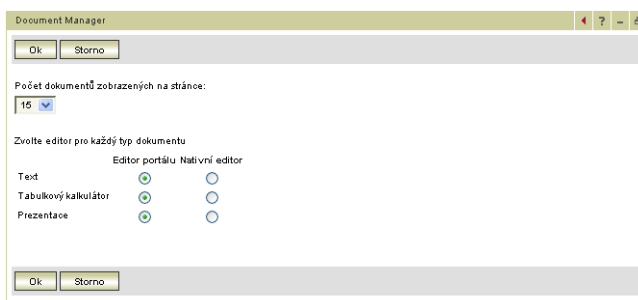 Document Manager
Ok Storno
Počet dokumentů zobrazených na stránce:
15
Zvolte editor pro každý typ dokumentu
Editor portálu Nativní editor
Text
Tabulkový kalkulátor
Prezentace
Ok Storno